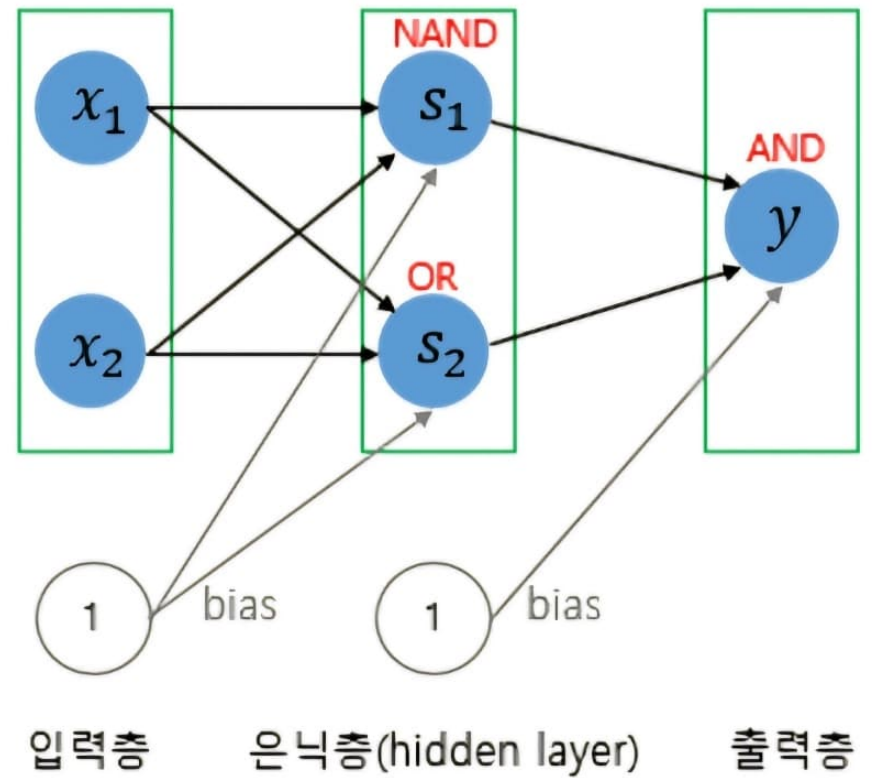 NAND
x₁
s₁
AND
y
OR
x₂
s₂
1
bias
1
bias
입력층
은닉층(hidden layer)
출력층